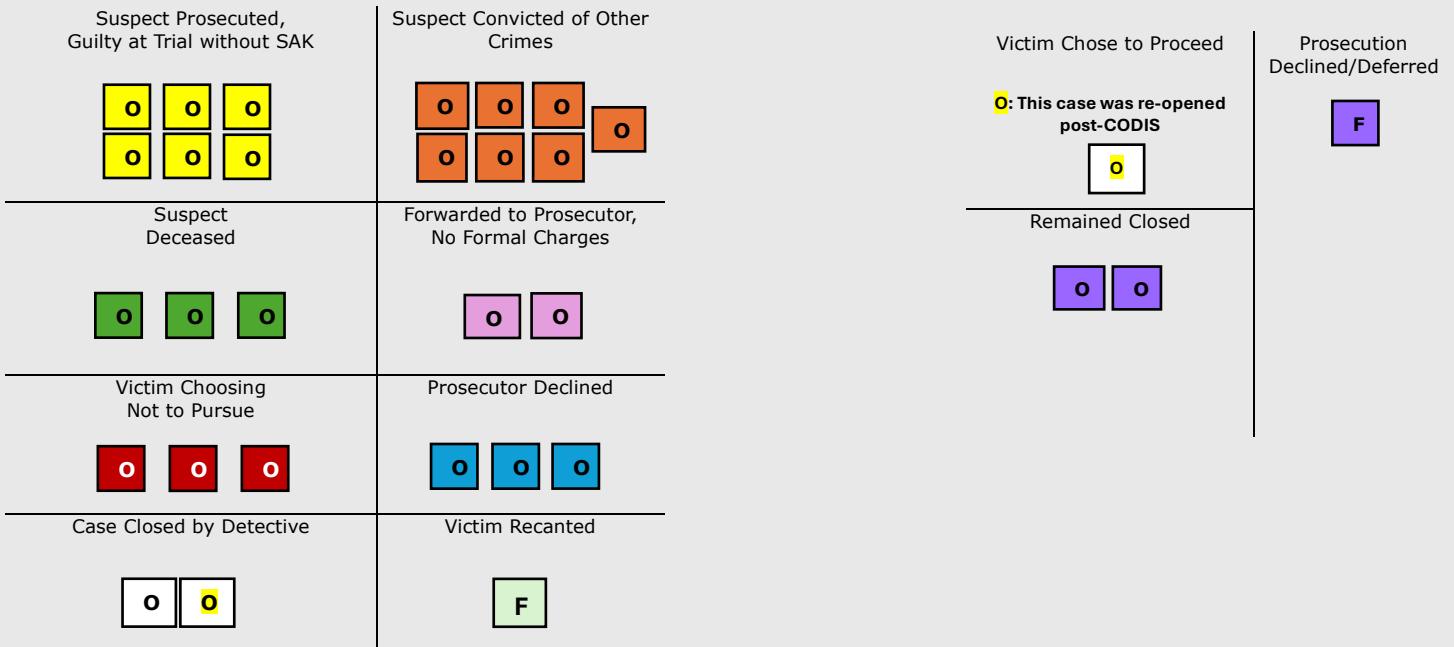 Suspect Prosecuted,
Guilty at Trial without SAK
O O O
O O O
Suspect Convicted of Other
Crimes
O O O O
O O O
Suspect
Deceased
O O O
Forwarded to Prosecutor,
No Formal Charges
O O
Victim Choosing
Not to Pursue
O O O
Prosecutor Declined
O O O
Case Closed by Detective
O O
Victim Recanted
F
Victim Chose to Proceed
O: This case was re-opened
post-CODIS
O
Remained Closed
O O
Prosecution
Declined/Deferred
F